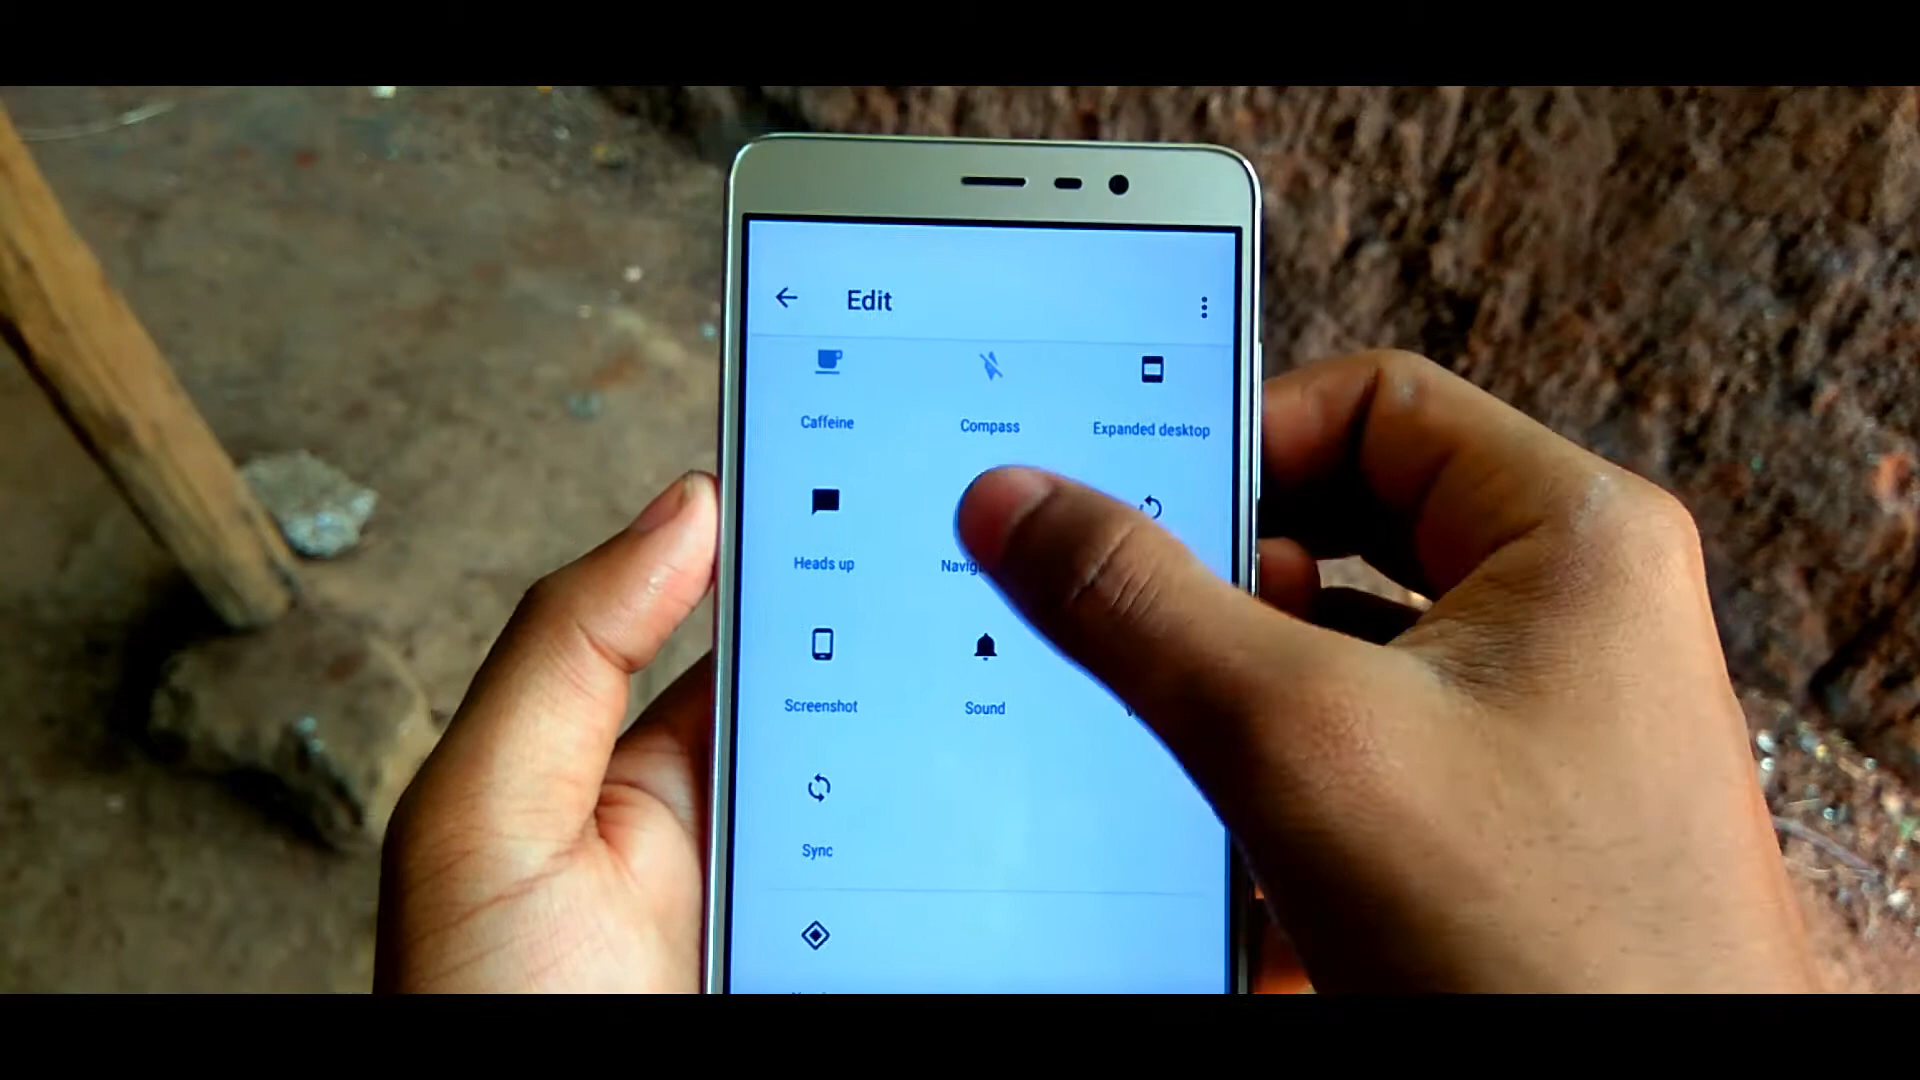 Edit
Caffeine
Compass
Expanded desktop
Heads up
Screenshot
Sound
Sync